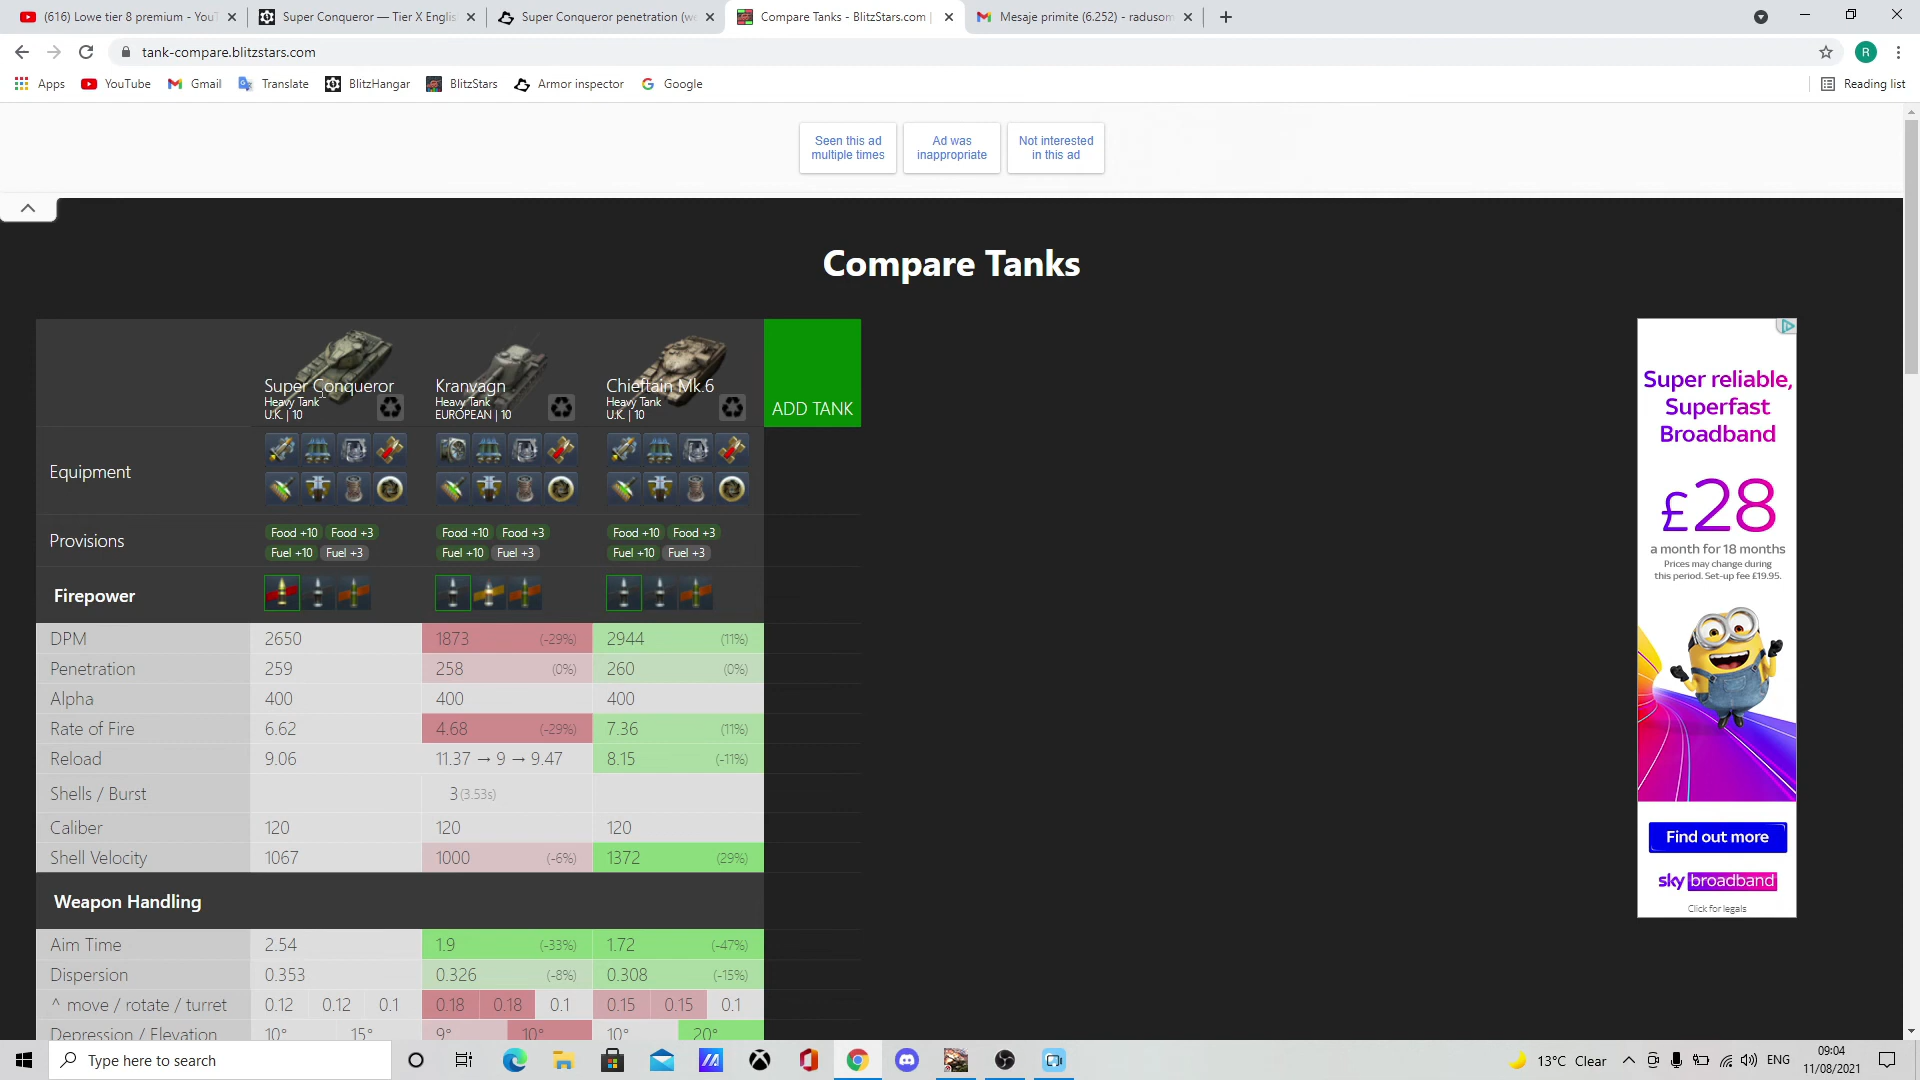 (616) Lowe tier 8 premium - YouT
Super Conqueror — Tier X Englis
Super Conqueror penetration (we
Compare Tanks - BlitzStars.com |
Mesaje primite (6.252) - radusom
tank-compare.blitzstars.com
R
Apps YouTube Gmail Translate BlitzHangar BlitzStars Armor inspector Google Reading list
Seen this ad multiple times
Ad was inappropriate
Not interested in this ad
Compare Tanks
Super Conqueror Kranvagn Chieftain Mk.6
Heavy Tank Heavy Tank Heavy Tank
U.K. | 10 EUROPEAN | 10 U.K. | 10
ADD TANK
Equipment
Provisions
Food +10 Food +3 Food +10 Food +3 Food +10 Food +3
Fuel +10 Fuel +3 Fuel +10 Fuel +3 Fuel +10 Fuel +3
Firepower
DPM 2650 1873 (-29%) 2944 (11%)
Penetration 259 258 (0%) 260 (0%)
Alpha 400 400 400
Rate of Fire 6.62 4.68 (-29%) 7.36 (11%)
Reload 9.06 11.37 → 9 → 9.47 8.15 (-11%)
Shells / Burst 3 (3.53s)
Caliber 120 120 120
Shell Velocity 1067 1000 (-6%) 1372 (29%)
Weapon Handling
Aim Time 2.54 1.9 (-33%) 1.72 (-47%)
Dispersion 0.353 0.326 (-8%) 0.308 (-15%)
^ move / rotate / turret 0.12 0.12 0.1 0.18 0.18 0.1 0.15 0.15 0.1
Depression / Elevation 10° 15° 9° 10° 10° 20°
Super reliable,
Superfast
Broadband
£28
a month for 18 months
Prices may change during
this period. Set-up fee £19.95.
Find out more
sky broadband
Click for legals
Type here to search
13°C Clear
ENG
09:04
11/08/2021